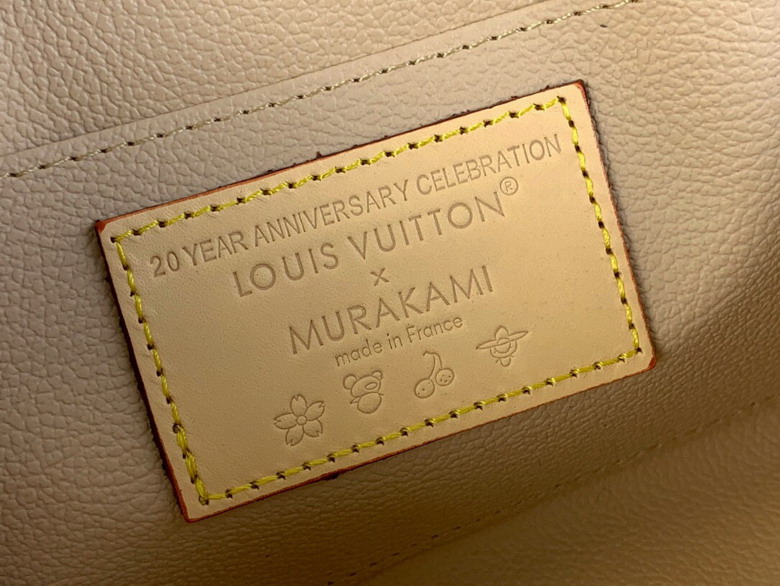 20 YEAR ANNIVERSARY CELEBRATION
LOUIS VUITTON®
×
MURAKAMI
made in France